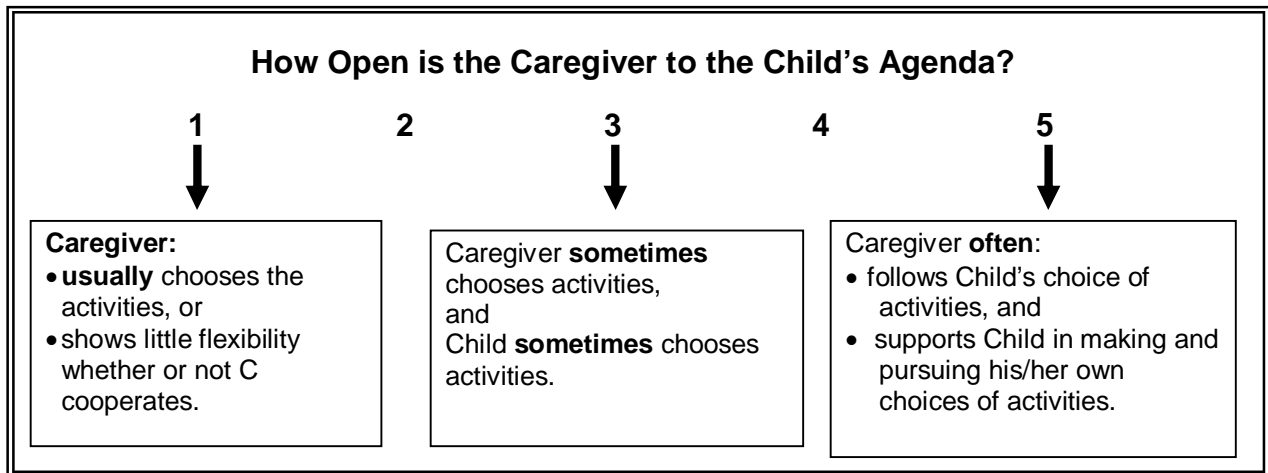 How Open is the Caregiver to the Child's Agenda?
1 2 3 4 5
Caregiver:
• usually chooses the
activities, or
• shows little flexibility
whether or not C
cooperates.
Caregiver sometimes
chooses activities,
and
Child sometimes chooses
activities.
Caregiver often:
• follows Child's choice of
activities, and
• supports Child in making and
pursuing his/her own
choices of activities.